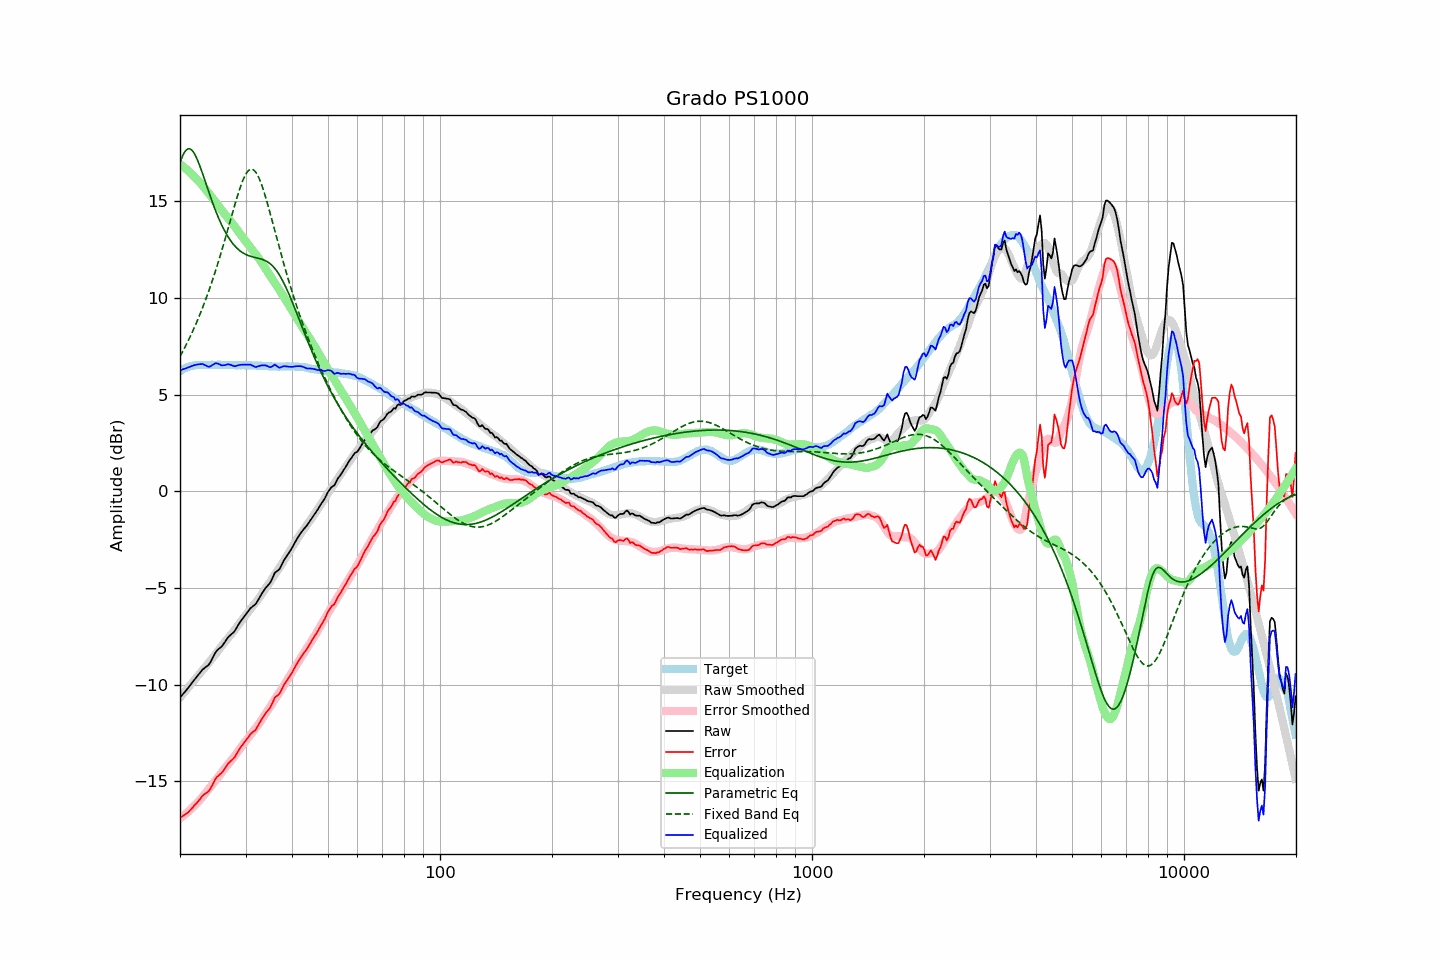 Grado PS1000
Amplitude (dBr)
15
10
5
0
−5
−10
−15
Target
Raw Smoothed
Error Smoothed
Raw
Error
Equalization
Parametric Eq
Fixed Band Eq
Equalized
100
1000
10000
Frequency (Hz)